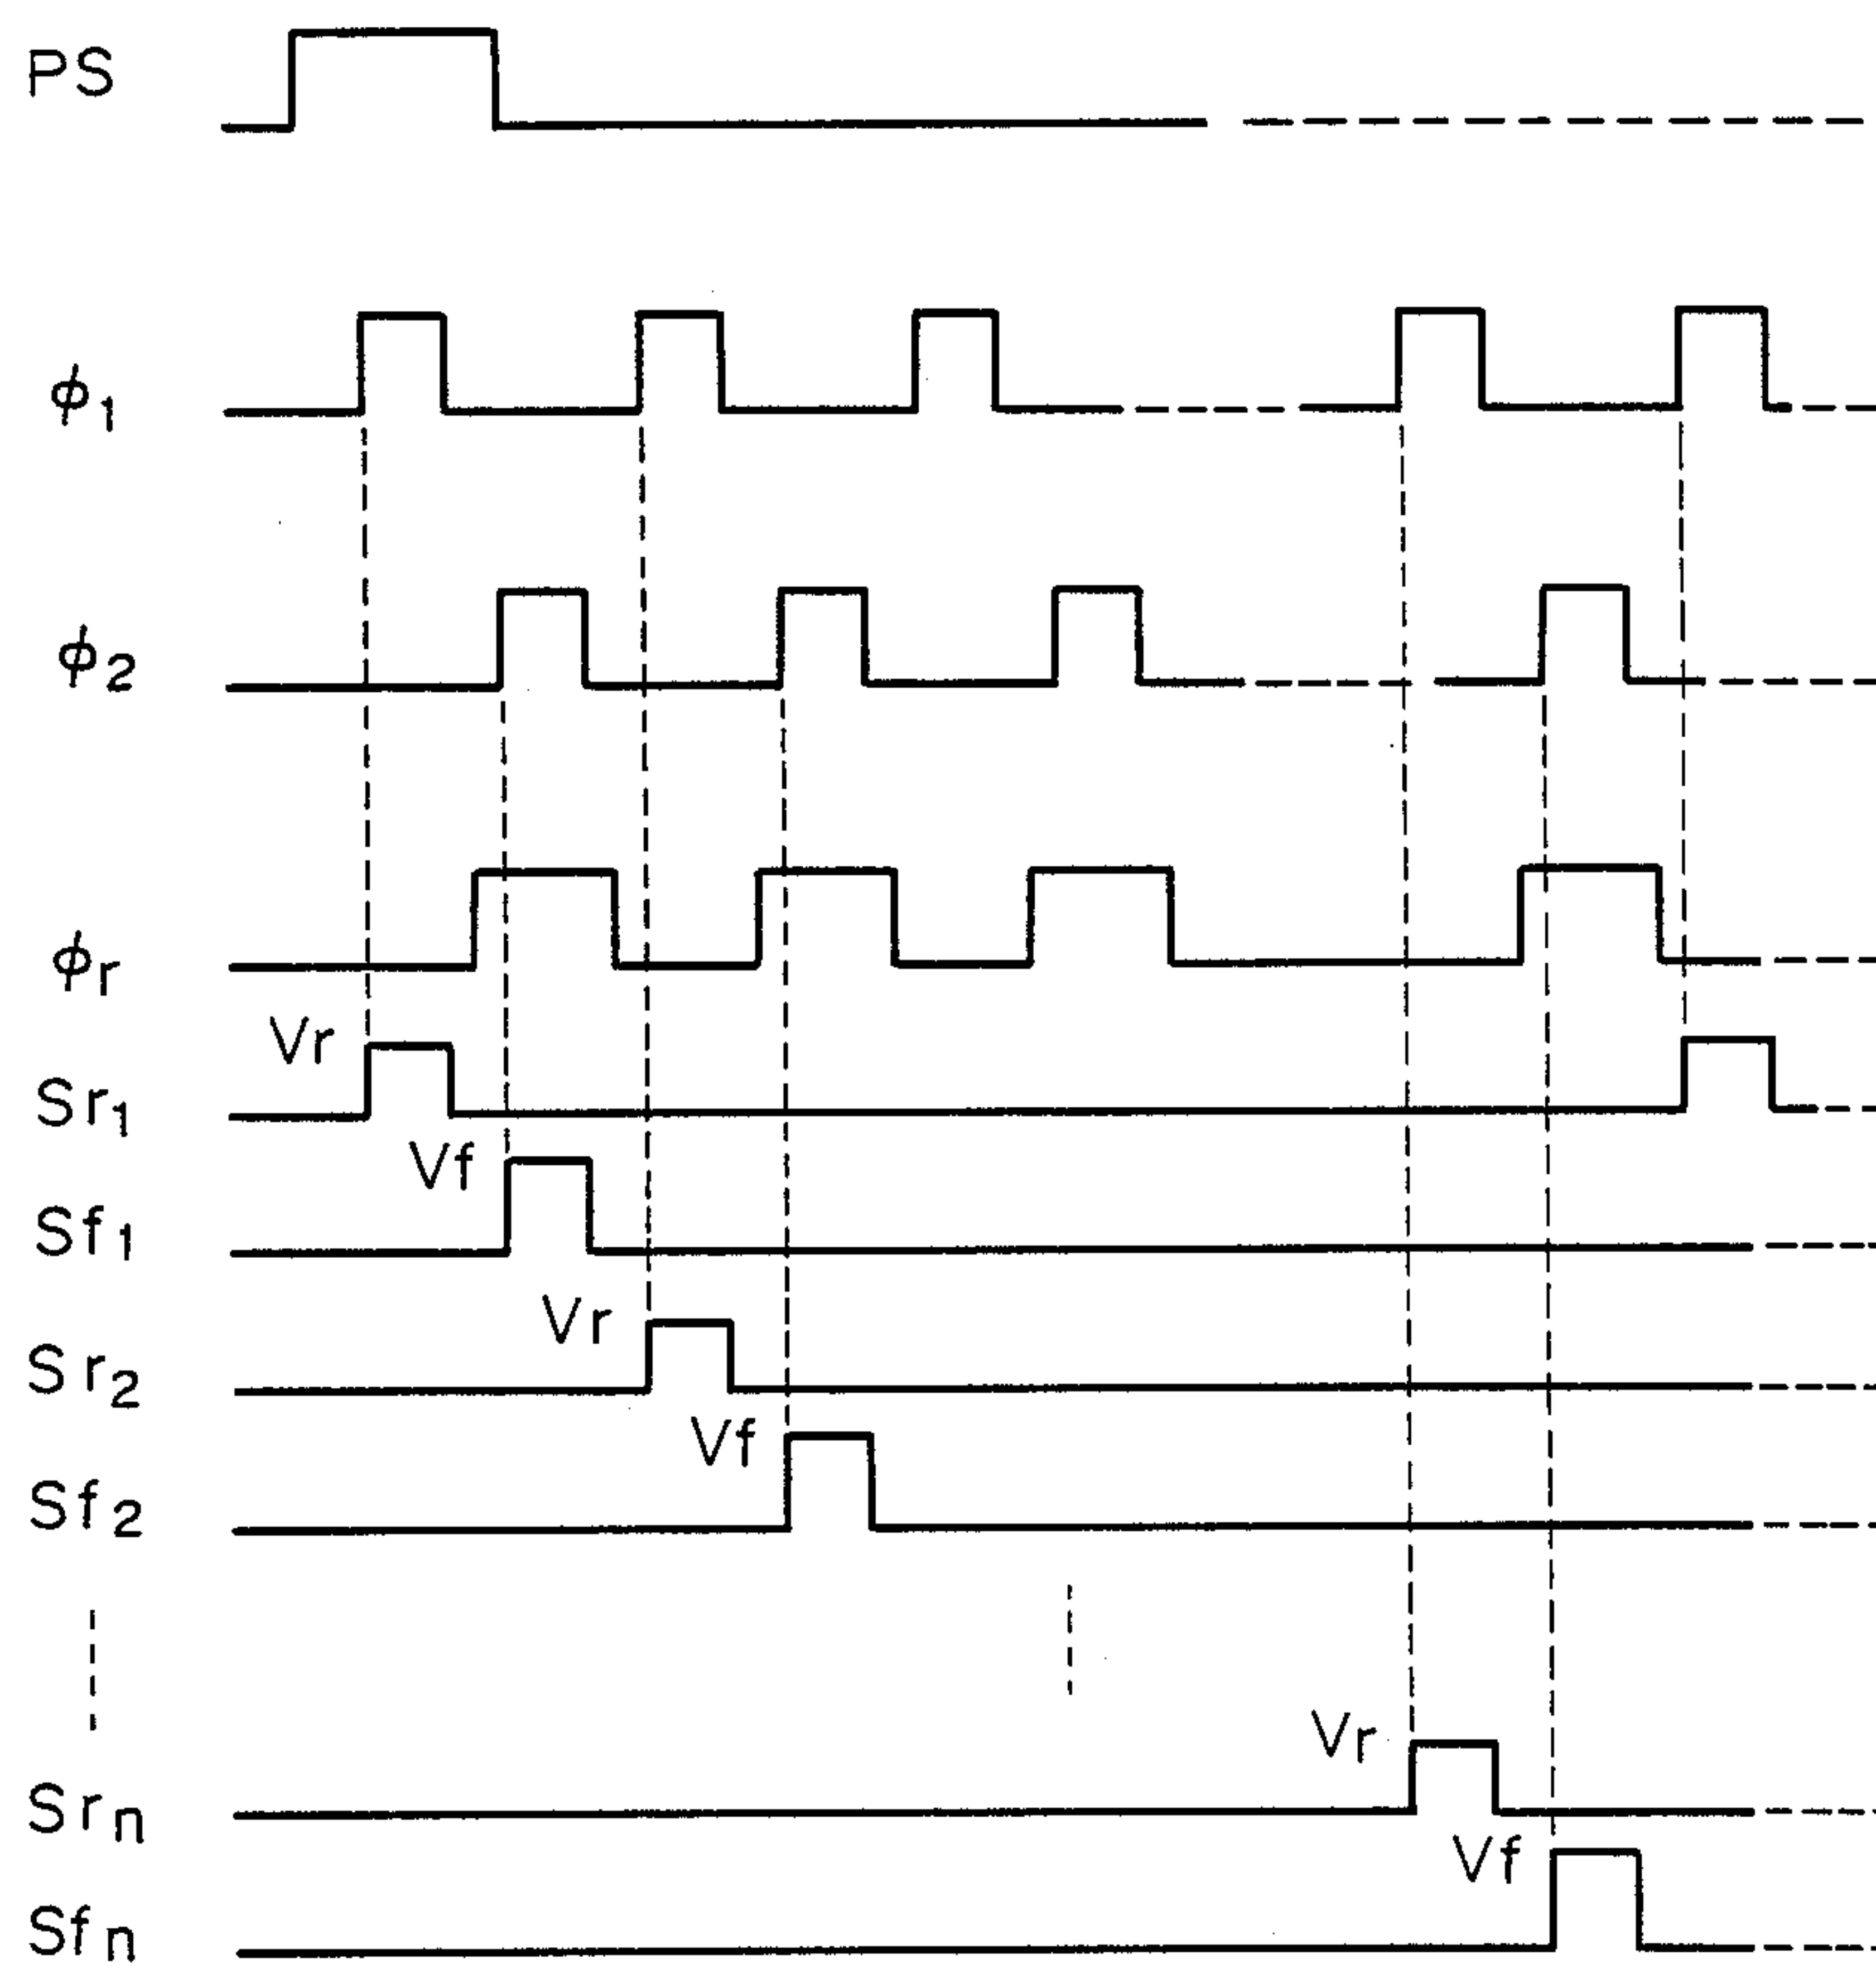 PS
ϕ1
ϕ2
ϕr
Vr
Sr1
Vf
Sf1
Vr
Sr2
Vf
Sf2
Vr
Srn
Vf
Sfn